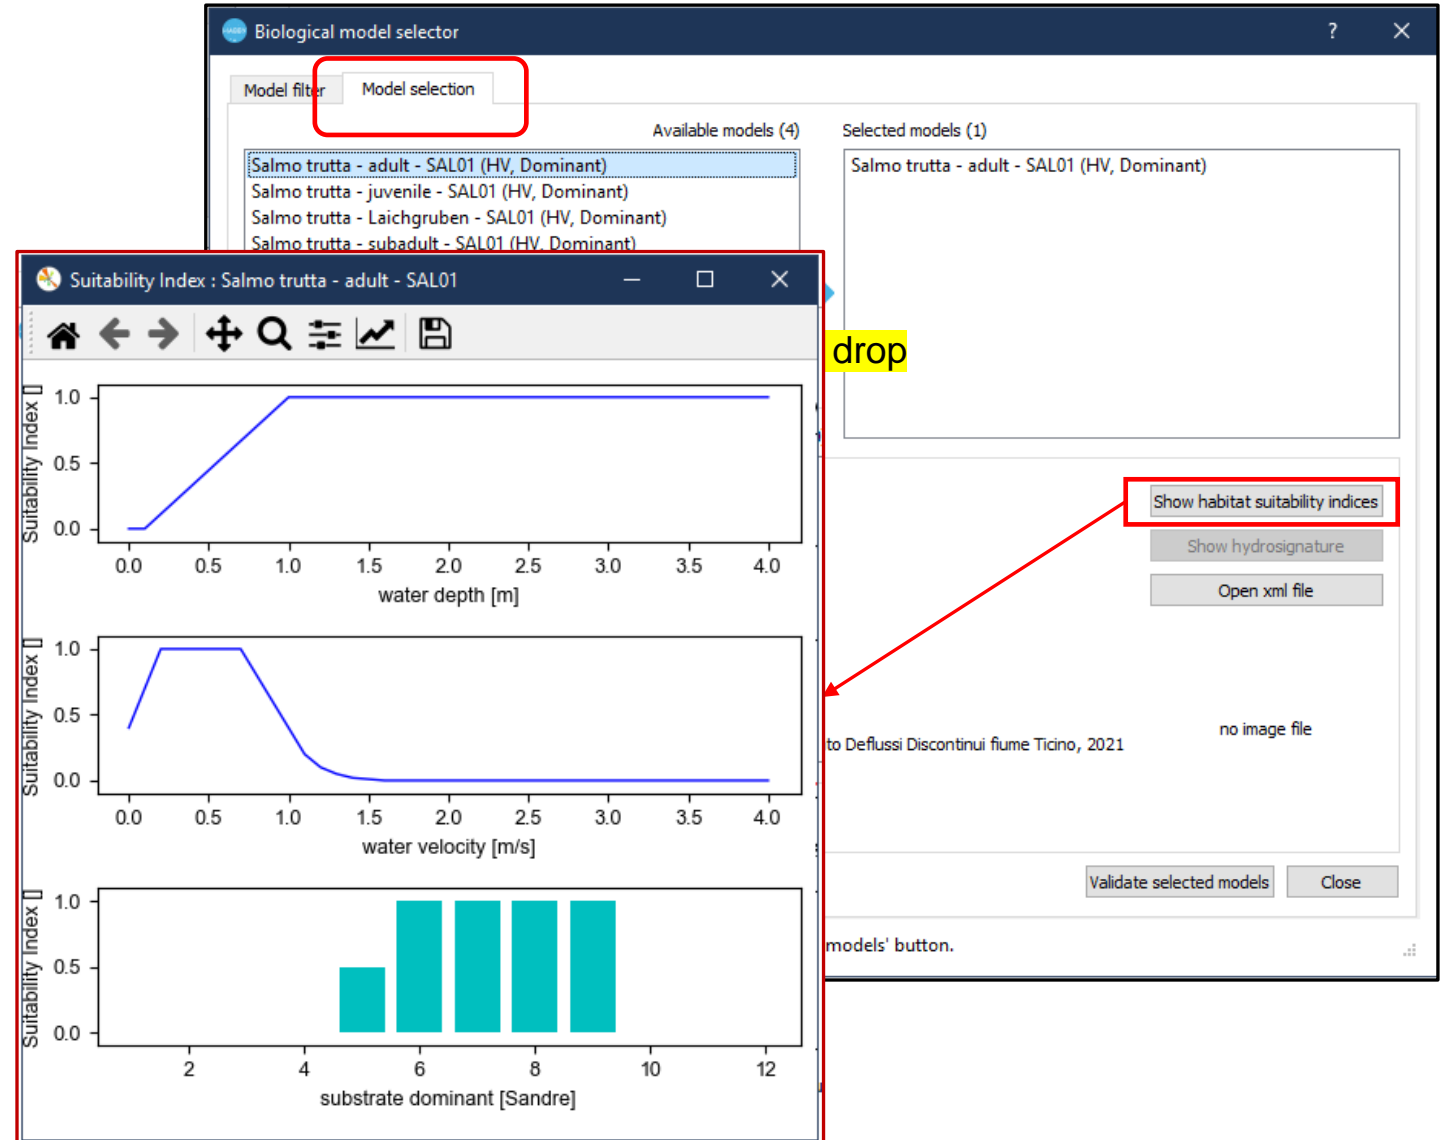 Biological model selector
Model filter
Model selection
Available models (4)
Selected models (1)
Salmo trutta - adult - SAL01 (HV, Dominant)
Salmo trutta - juvenile - SAL01 (HV, Dominant)
Salmo trutta - Laichgruben - SAL01 (HV, Dominant)
Salmo trutta - subadult - SAL01 (HV, Dominant)
Salmo trutta - adult - SAL01 (HV, Dominant)
Suitability Index : Salmo trutta - adult - SAL01
drop
Suitability Index []
1.0
0.5
0.0
0.0 0.5 1.0 1.5 2.0 2.5 3.0 3.5 4.0
water depth [m]
Suitability Index []
1.0
0.5
0.0
0.0 0.5 1.0 1.5 2.0 2.5 3.0 3.5 4.0
water velocity [m/s]
Suitability Index []
1.0
0.5
0.0
2 4 6 8 10 12
substrate dominant [Sandre]
Show habitat suitability indices
Show hydrosignature
Open xml file
no image file
to Deflussi Discontinui fiume Ticino, 2021
Validate selected models
Close
models' button.